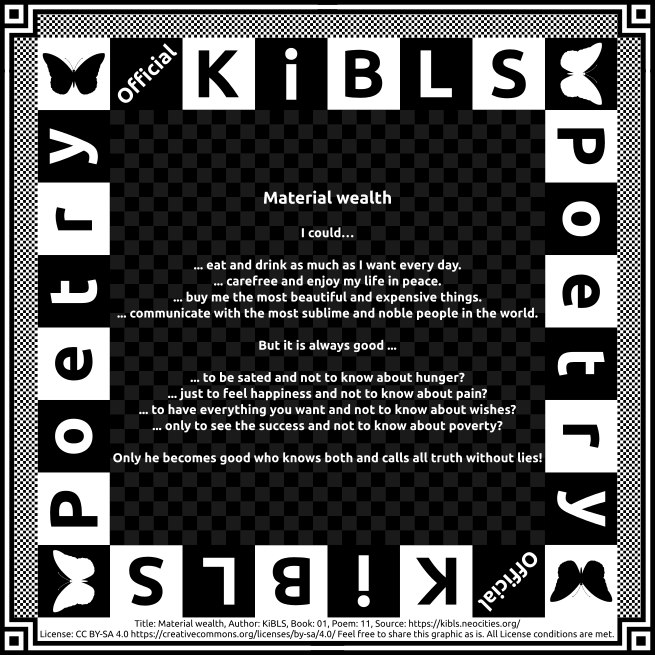 Official KiBLS
Poetry
Poetry
Material wealth
I could...
... eat and drink as much as I want every day.
... carefree and enjoy my life in peace.
... buy me the most beautiful and expensive things.
... communicate with the most sublime and noble people in the world.
But it is always good ...
... to be sated and not to know about hunger?
... just to feel happiness and not to know about pain?
... to have everything you want and not to know about wishes?
... only to see the success and not to know about poverty?
Only he becomes good who knows both and calls all truth without lies!
Official KiBLS
Title: Material wealth, Author: KiBLS, Book: 01, Poem: 11, Source: https://kibls.neocities.org/
License: CC BY-SA 4.0 https://creativecommons.org/licenses/by-sa/4.0/ Feel free to share this graphic as is. All License conditions are met.